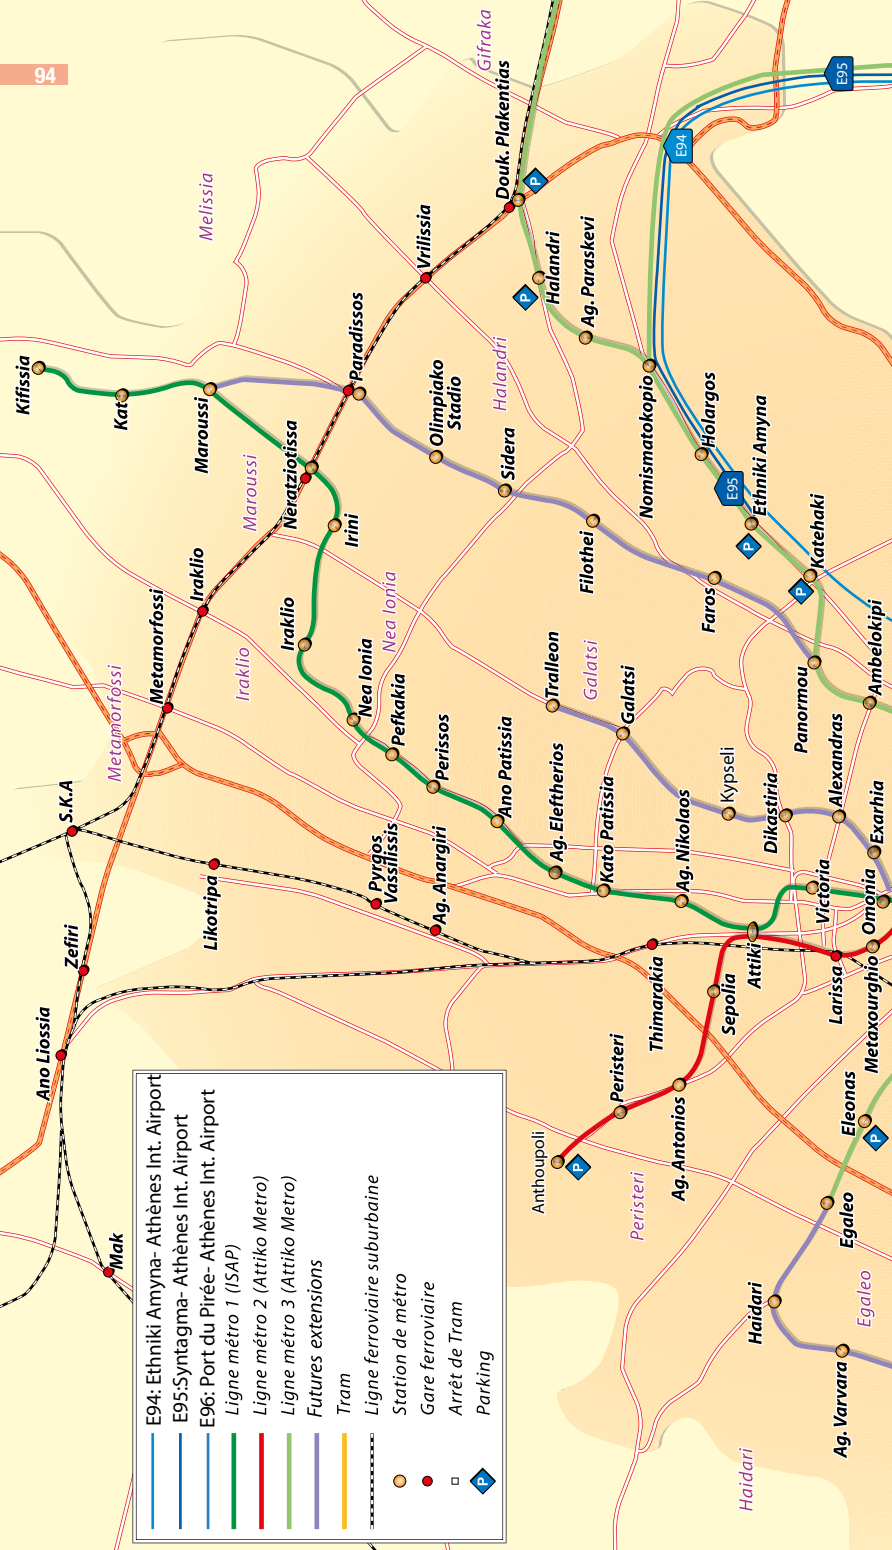 94
E94: Ethniki Amyna- Athènes Int. Airport
E95:Syntagma- Athènes Int. Airport
E96: Port du Pirée- Athènes Int. Airport
Ligne métro 1 (ISAP)
Ligne métro 2 (Attiko Metro)
Ligne métro 3 (Attiko Metro)
Futures extensions
Tram
Ligne ferroviaire suburbaine
Station de métro
Gare ferroviaire
Arrêt de Tram
P
Parking
Mak
Ano Liossia
Zefiri
S.K.A
Likotripa
Metamorfossi
Metamorfossi
Iraklio
Iraklio
Pyrgos
Vassilissis
Ag. Anargiri
Thimarakia
Kifissia
Kat
Maroussi
Maroussi
Neratziotissa
Irini
Iraklio
Nea Ionia
Nea Ionia
Pefkakia
Perissos
Ano Patissia
Ag. Eleftherios
Kato Patissia
Ag. Nikolaos
Attiki
Victoria
Omonia
Melissia
Paradissos
Vrilissia
Douk. Plakentias
P
Gifraka
Halandri
P
Halandri
Ag. Paraskevi
Nomismatokopio
Holargos
Ethniki Amyna
P
Katehaki
P
Panormou
Ambelokipi
E94
E95
E95
Olimpiako
Stadio
Sidera
Filothei
Faros
Tralleon
Galatsi
Galatsi
Kypseli
Dikastiria
Alexandras
Exarhia
Anthoupoli
P
Peristeri
Peristeri
Ag. Antonios
Sepolia
Larissa
Metaxourghio
Eleonas
P
Egaleo
Egaleo
Haidari
Haidari
Ag. Varvara